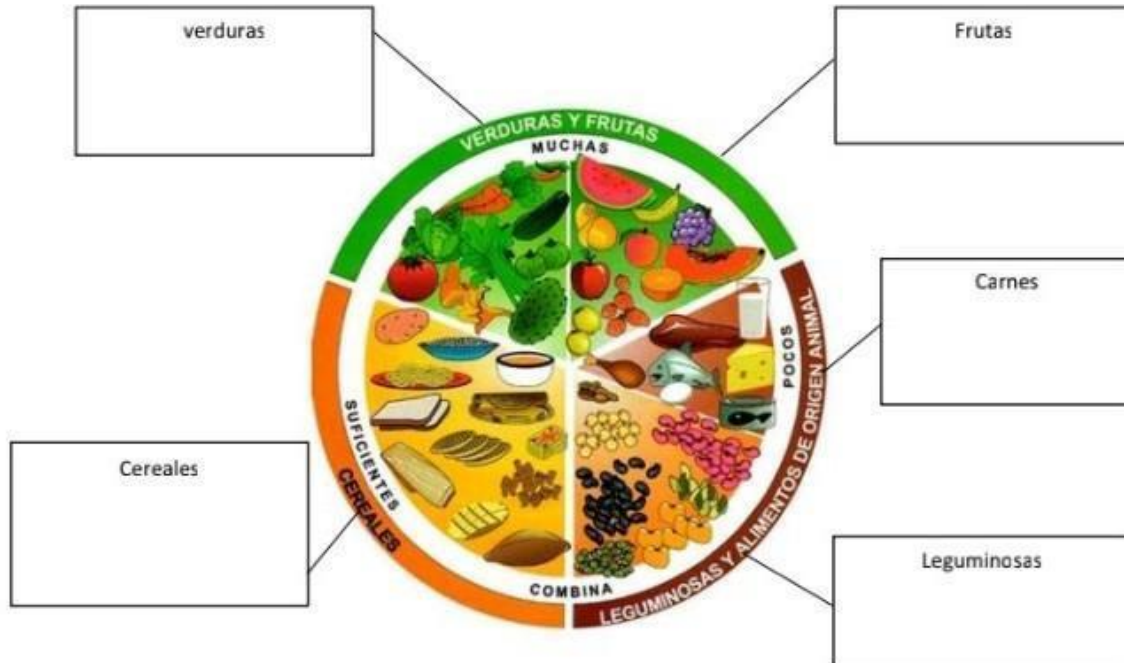 verduras
Frutas
VERDURAS Y FRUTAS
MUCHAS
Carnes
POCOS
LEGUMINOSAS Y ALIMENTOS DE ORIGEN ANIMAL
SUFICIENTES
Cereales
CEREALES
COMBINA
Leguminosas